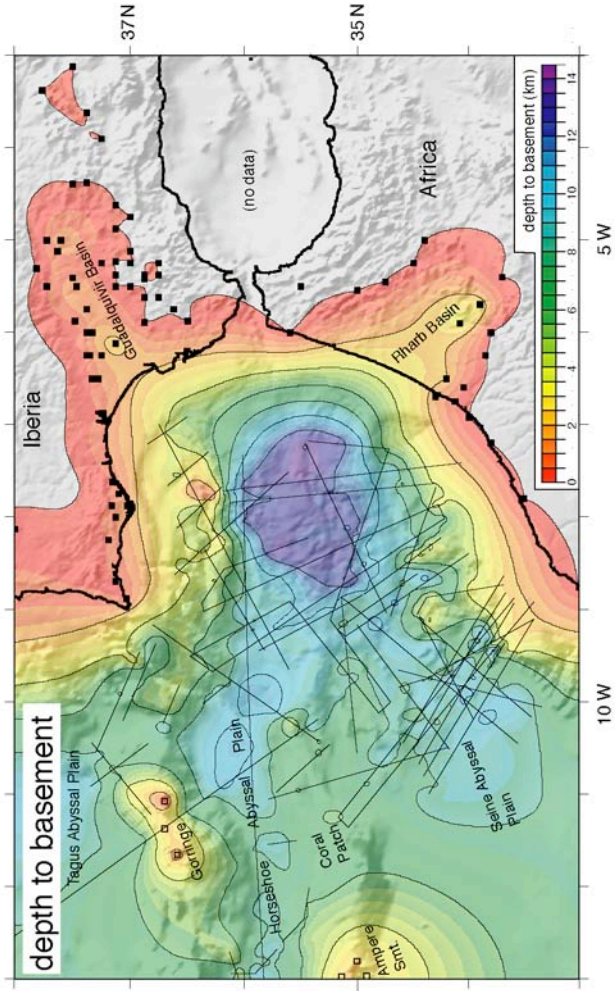 depth to basement
Tagus Abyssal Plain
Iberia
Guadalquivir Basin
Gorringe
Horseshoe
Abyssal
Plain
Coral
Patch
Ampere
Smt.
Seine Abyssal
Plain
(no data)
Africa
Rharb Basin
depth to basement (km)
0 2 4 6 8 10 12 14
37N
35N
10 W
5 W